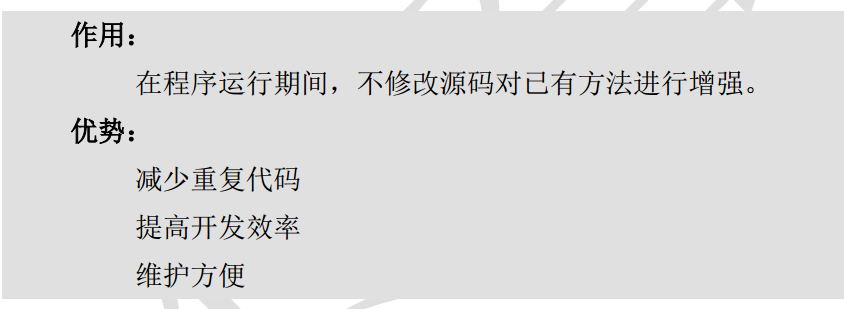 作用：
在程序运行期间，不修改源码对已有方法进行增强。
优势：
减少重复代码
提高开发效率
维护方便